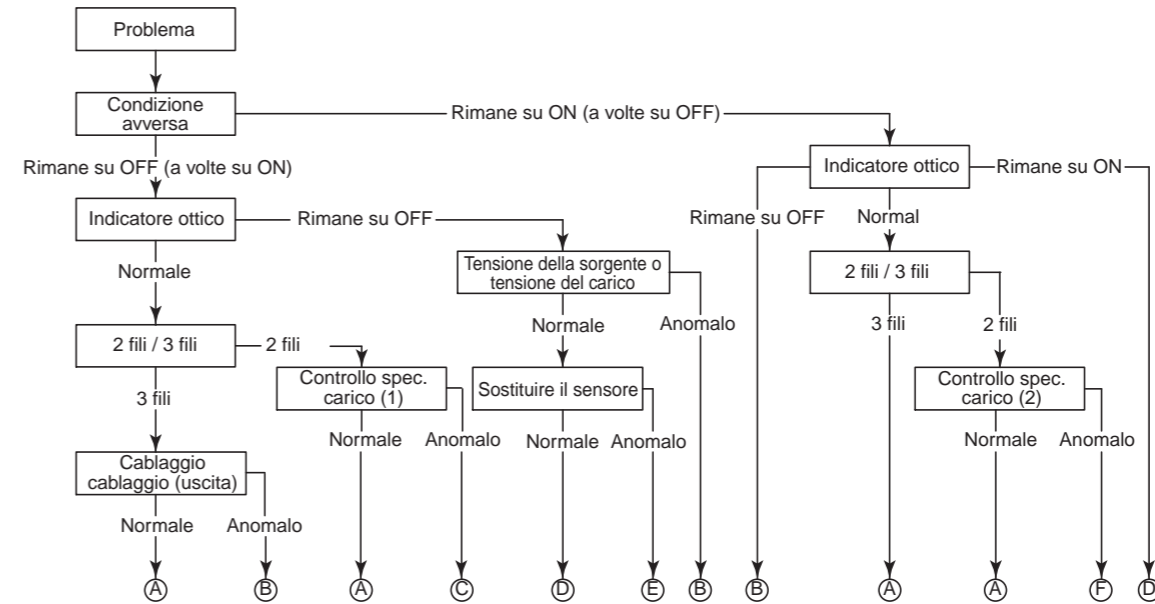 Problema
Condizione
avversa
Rimane su ON (a volte su OFF)
Rimane su OFF (a volte su ON)
Indicatore ottico
Rimane su ON
Indicatore ottico
Rimane su OFF
Rimane su OFF
Normal
Normale
Tensione della sorgente o
tensione del carico
2 fili / 3 fili
Normale
Anomalo
3 fili
2 fili
2 fili / 3 fili
2 fili
Controllo spec.
carico (1)
Sostituire il sensore
Controllo spec.
carico (2)
3 fili
Normale
Anomalo
Normale
Anomalo
Normale
Anomalo
Cablaggio
cablaggio (uscita)
Normale
Anomalo
A
B
A
C
D
E
B
B
A
A
F
D